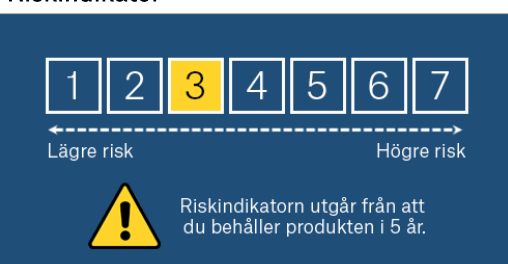 Riskindikator
1 2 3 4 5 6 7
Lägre risk Högre risk
Riskindikatorn utgår från att
du behåller produkten i 5 år.